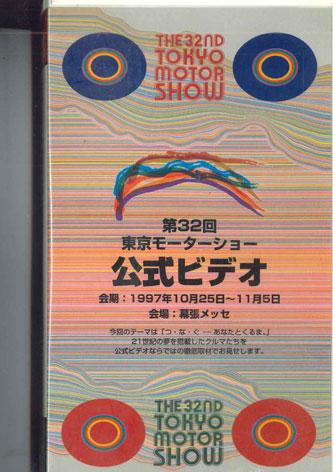 THE 32ND
TOKYO
MOTOR
SHOW
第32回
東京モーターショー
公式ビデオ
会期：1997年10月25日〜11月5日
会場：幕張メッセ
今回のテーマは「つ・な・ぐ — あなたとくるま。」
21世紀の夢を搭載したクルマたちを
公式ビデオならではの徹底取材でお見せします。
THE 32ND
TOKYO
MOTOR
SHOW